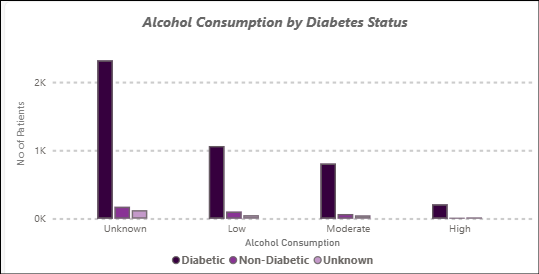 Alcohol Consumption by Diabetes Status
No of Patients
2K
1K
0K
Unknown Low Moderate High
Alcohol Consumption
Diabetic Non-Diabetic Unknown